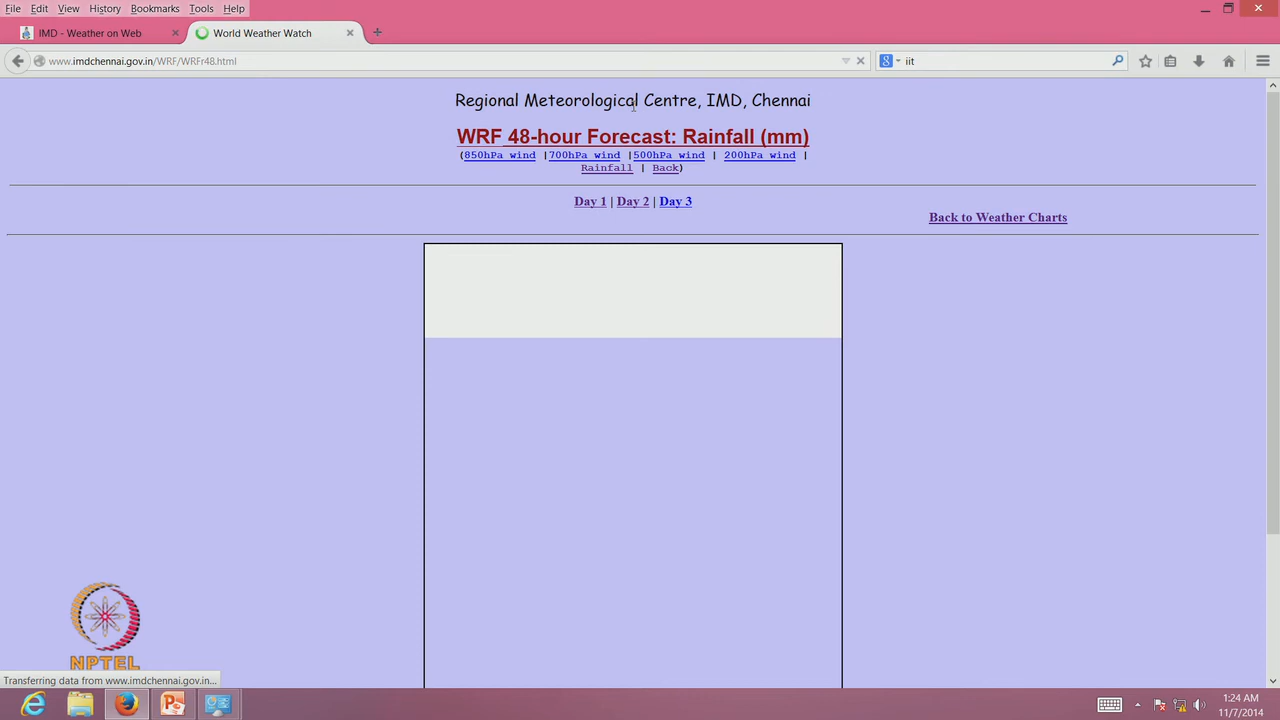 File Edit View History Bookmarks Tools Help
IMD - Weather on Web
World Weather Watch
www.imdchennai.gov.in/WRF/WRFr48.html
iit
Regional Meteorological Centre, IMD, Chennai
WRF 48-hour Forecast: Rainfall (mm)
(850hPa wind |700hPa wind |500hPa wind | 200hPa wind |
Rainfall | Back)
Day 1 | Day 2 | Day 3
Back to Weather Charts
NPTEL
Transferring data from www.imdchennai.gov.in...
1:24 AM
11/7/2014